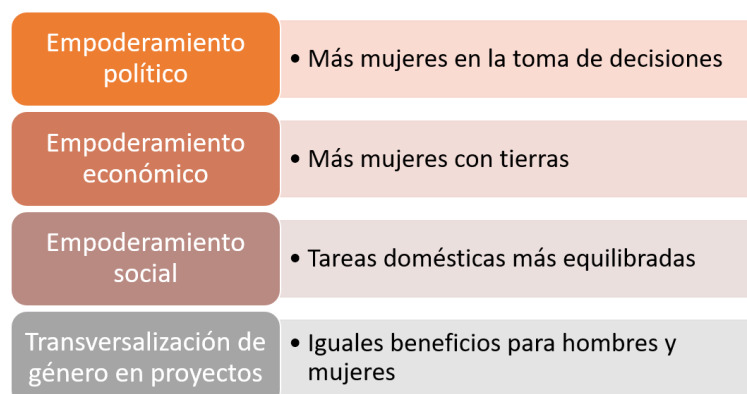 Empoderamiento
político
• Más mujeres en la toma de decisiones
Empoderamiento
económico
• Más mujeres con tierras
Empoderamiento
social
• Tareas domésticas más equilibradas
Transversalización de
género en proyectos
• Iguales beneficios para hombres y
mujeres